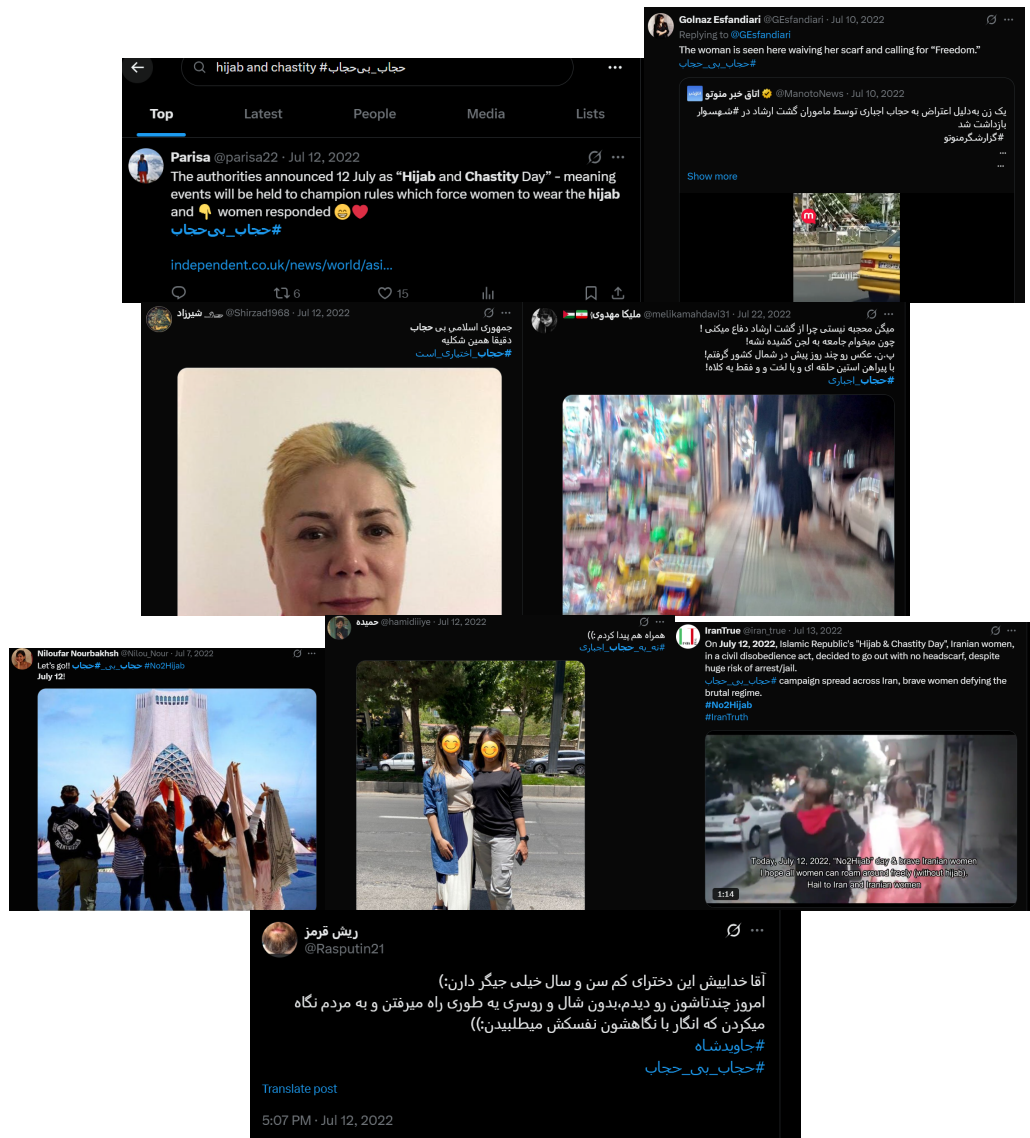 hijab and chastity #حجاب_بی‌حجاب
Top
Latest
People
Media
Lists
Parisa @parisa22 · Jul 12, 2022
The authorities announced 12 July as “Hijab and Chastity Day” - meaning
events will be held to champion rules which force women to wear the hijab
and 👇 women responded 😁❤️
#حجاب_بی‌حجاب
independent.co.uk/news/world/asi...
6
15
Golnaz Esfandiari @GEsfandiari · Jul 10, 2022
Replying to @GEsfandiari
The woman is seen here waiving her scarf and calling for “Freedom.”
#حجاب_بی_حجاب
اتاق خبر منوتو @ManotoNews · Jul 10, 2022
یک زن به‌دلیل اعتراض به حجاب اجباری توسط ماموران گشت ارشاد در #شهسوار
بازداشت شد
#گزارشگرمنوتو
...
...
Show more
شیرزاد @Shirzad1968 · Jul 12, 2022
جمهوری اسلامی بی حجاب
دقیقا همین شکلیه
#حجاب_اختیاری_است
ملیکا مهدوی @melikamahdavi31 · Jul 22, 2022
میگن محجبه نیستی چرا از گشت ارشاد دفاع میکنی !
چون میخوام جامعه به لجن کشیده نشه!
پ.ن. عکس رو چند روز پیش در شمال کشور گرفتم!
با پیراهن استین حلقه ای و پا لخت و و فقط یه کلاه!
#حجاب_اجباری
Niloufar Nourbakhsh @Nilou_Nour · Jul 7, 2022
Let's go!! #حجاب_بی_حجاب #No2Hijab
July 12!
حمیده @hamidiiiye · Jul 12, 2022
همراه هم پیدا کردم :))
#نه_به_حجاب_اجباری
IranTrue @iran_true · Jul 13, 2022
On July 12, 2022, Islamic Republic's "Hijab & Chastity Day", Iranian women,
in a civil disobedience act, decided to go out with no headscarf, despite
huge risk of arrest/jail.
#حجاب_بی_حجاب campaign spread across Iran, brave women defying the
brutal regime.
#No2Hijab
#IranTruth
Today, July 12, 2022, "No2Hijab" day & brave Iranian women
I hope all women can roam around freely (without hijab).
Hail to Iran and Iranian women
1:14
ریش قرمز
@Rasputin21
آقا خداییش این دخترای کم سن و سال خیلی جیگر دارن:)
امروز چندتاشون رو دیدم،بدون شال و روسری یه طوری راه میرفتن و به مردم نگاه
میکردن که انگار با نگاهشون نفسکش میطلبیدن:))
#جاویدشاه
#حجاب_بی_حجاب
Translate post
5:07 PM · Jul 12, 2022